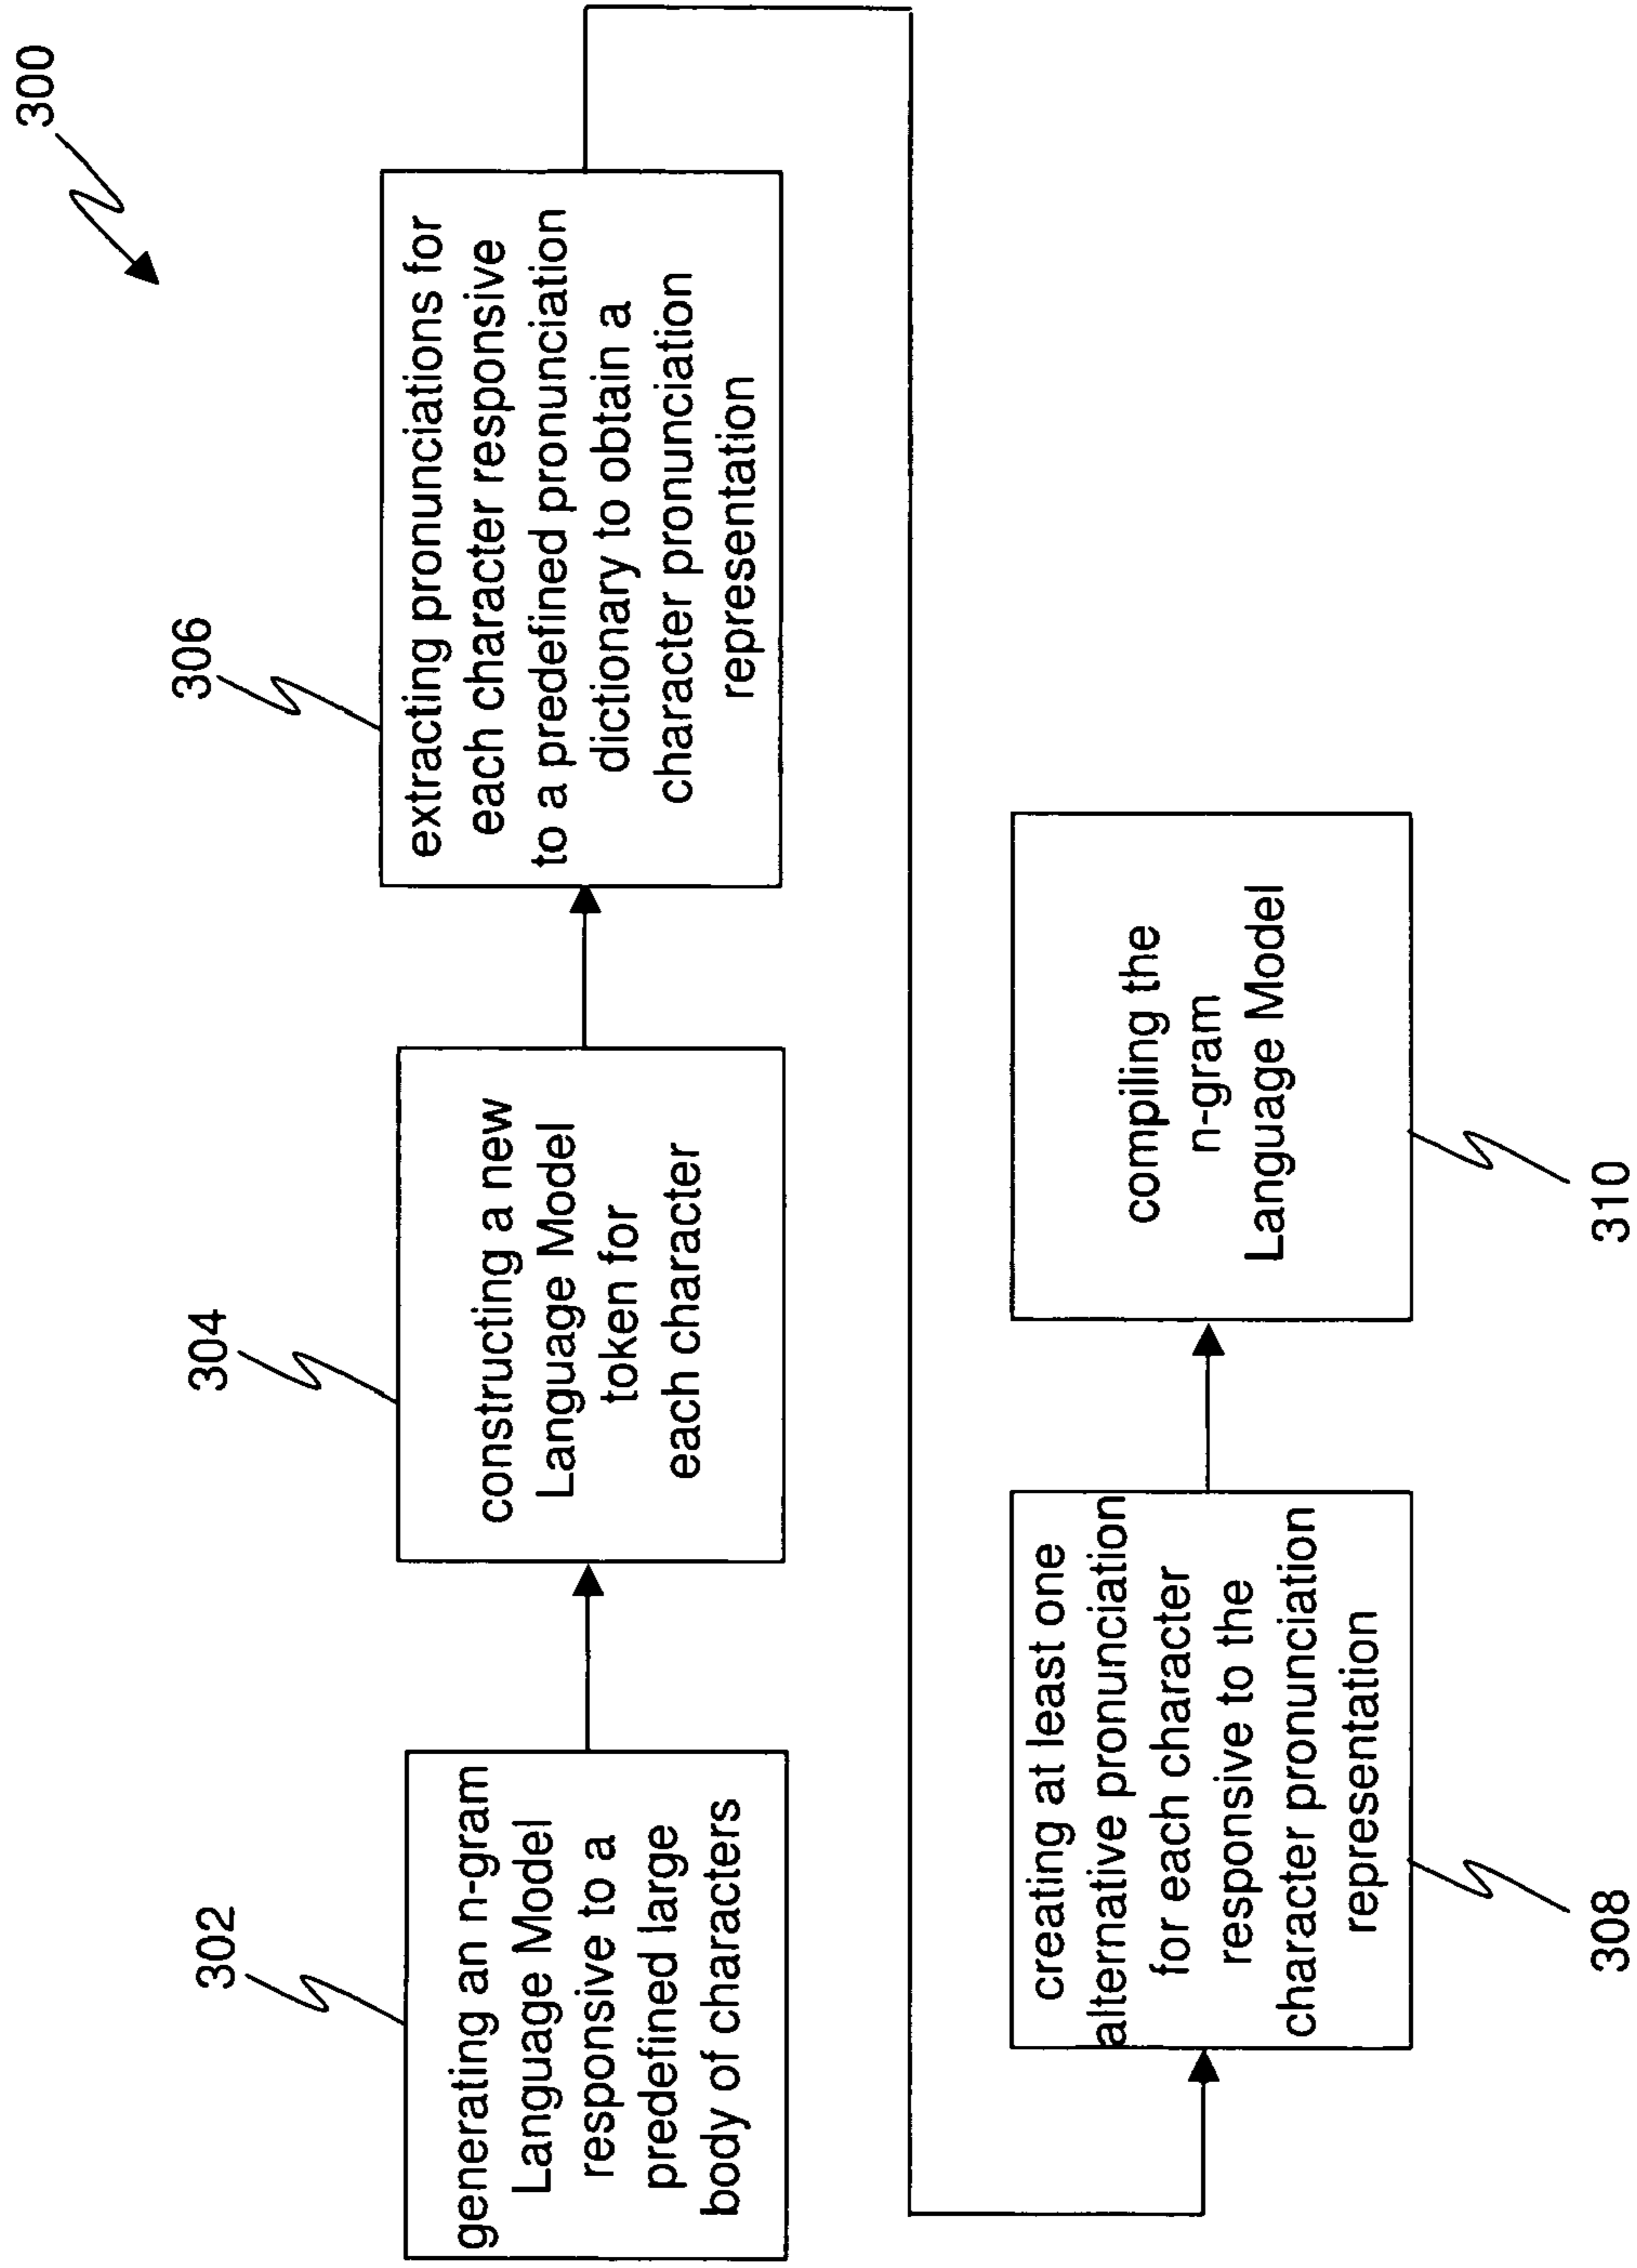 300
302
generating an n-gram
Language Model
responsive to a
predefined large
body of characters
304
constructing a new
Language Model
token for
each character
306
extracting pronunciations for
each character responsive
to a predefined pronunciation
dictionary to obtain a
character pronunciation
representation
creating at least one
alternative pronunciation
for each character
responsive to the
character pronunciation
representation
308
compiling the
n-gram
Language Model
310